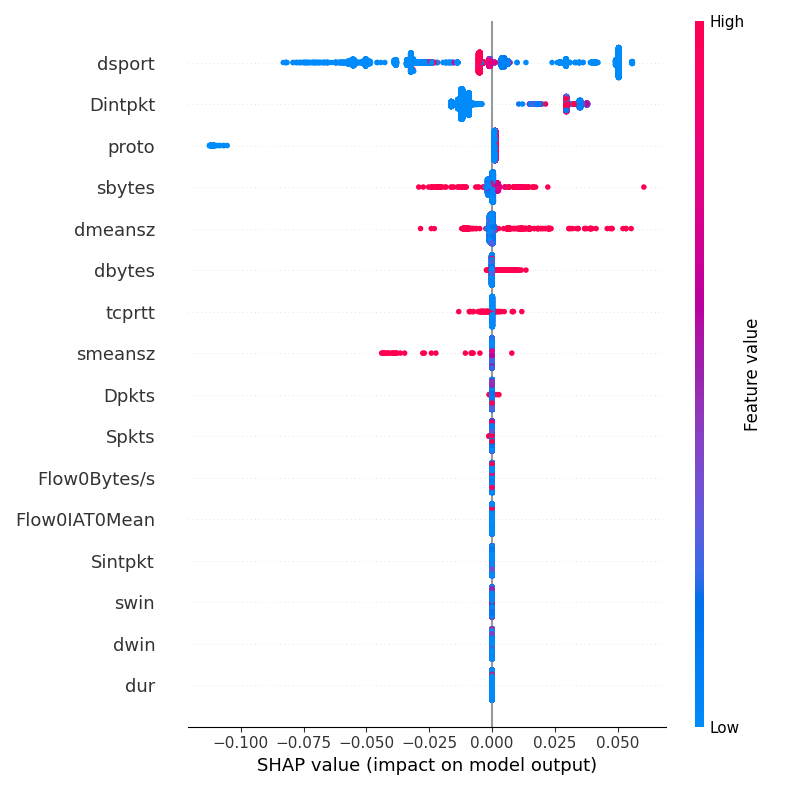 High
dsport
Dintpkt
proto
sbytes
dmeansz
dbytes
tcprtt
smeansz
Dpkts
Spkts
Flow0Bytes/s
Flow0IAT0Mean
Sintpkt
swin
dwin
dur
Feature value
Low
−0.100 −0.075 −0.050 −0.025 0.000 0.025 0.050
SHAP value (impact on model output)